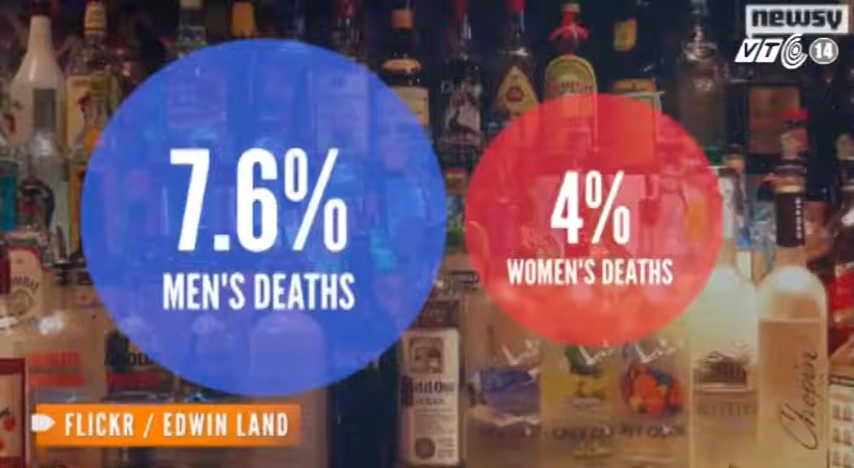 newsy
VTC 14
7.6%
MEN'S DEATHS
4%
WOMEN'S DEATHS
Chopin
FLICKR / EDWIN LAND